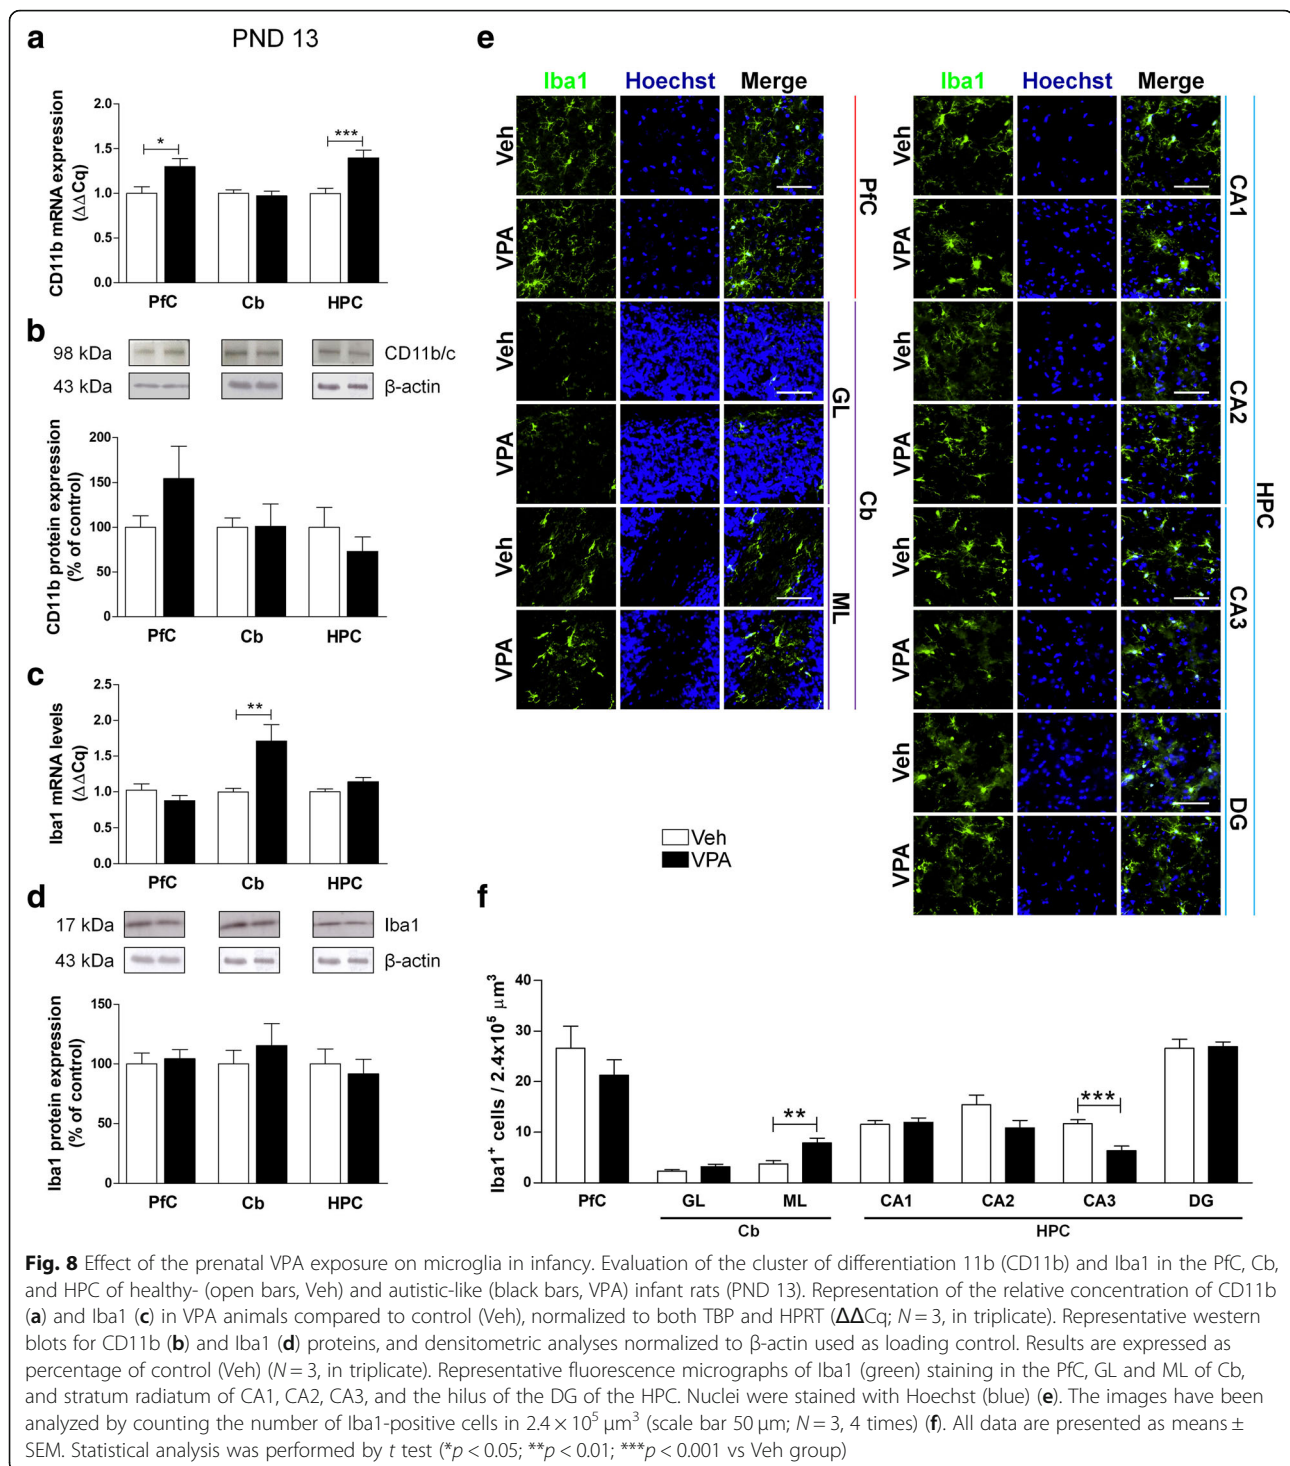 a
PND 13
CD11b mRNA expression
(ΔΔCq)
2.0
1.5
1.0
0.5
0.0
*
***
PfC Cb HPC
b
98 kDa CD11b/c
43 kDa β-actin
CD11b protein expression
(% of control)
200
150
100
50
0
PfC Cb HPC
c
Iba1 mRNA levels
(ΔΔCq)
2.5
2.0
1.5
1.0
0.5
0.0
**
PfC Cb HPC
d
17 kDa Iba1
43 kDa β-actin
Iba1 protein expression
(% of control)
150
100
50
0
PfC Cb HPC
Veh
VPA
e
Iba1 Hoechst Merge
Veh
VPA
PfC
Veh
VPA
GL
Veh
VPA
ML
Cb
Iba1 Hoechst Merge
Veh
VPA
CA1
Veh
VPA
CA2
Veh
VPA
CA3
Veh
VPA
DG
HPC
f
Iba1⁺ cells / 2.4x10⁵ µm³
40
30
20
10
0
**
***
PfC GL ML CA1 CA2 CA3 DG
Cb HPC
Fig. 8 Effect of the prenatal VPA exposure on microglia in infancy. Evaluation of the cluster of differentiation 11b (CD11b) and Iba1 in the PfC, Cb,
and HPC of healthy- (open bars, Veh) and autistic-like (black bars, VPA) infant rats (PND 13). Representation of the relative concentration of CD11b
(a) and Iba1 (c) in VPA animals compared to control (Veh), normalized to both TBP and HPRT (ΔΔCq; N = 3, in triplicate). Representative western
blots for CD11b (b) and Iba1 (d) proteins, and densitometric analyses normalized to β-actin used as loading control. Results are expressed as
percentage of control (Veh) (N = 3, in triplicate). Representative fluorescence micrographs of Iba1 (green) staining in the PfC, GL and ML of Cb,
and stratum radiatum of CA1, CA2, CA3, and the hilus of the DG of the HPC. Nuclei were stained with Hoechst (blue) (e). The images have been
analyzed by counting the number of Iba1-positive cells in 2.4 × 10⁵ µm³ (scale bar 50 µm; N = 3, 4 times) (f). All data are presented as means ±
SEM. Statistical analysis was performed by t test (*p < 0.05; **p < 0.01; ***p < 0.001 vs Veh group)